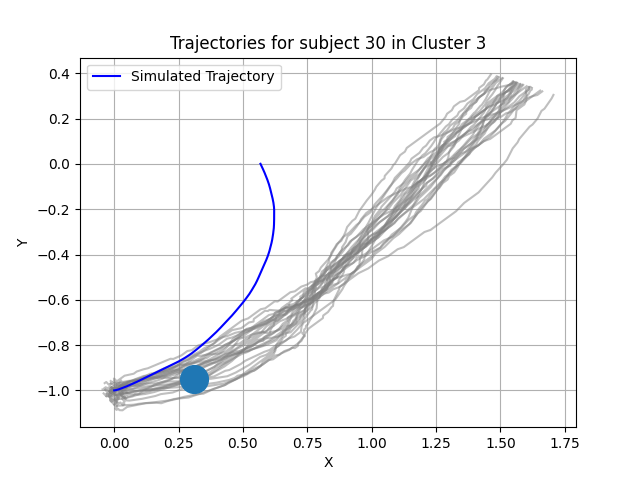 Trajectories for subject 30 in Cluster 3
Simulated Trajectory
0.4
0.2
0.0
−0.2
−0.4
−0.6
−0.8
−1.0
Y
0.00 0.25 0.50 0.75 1.00 1.25 1.50 1.75
X